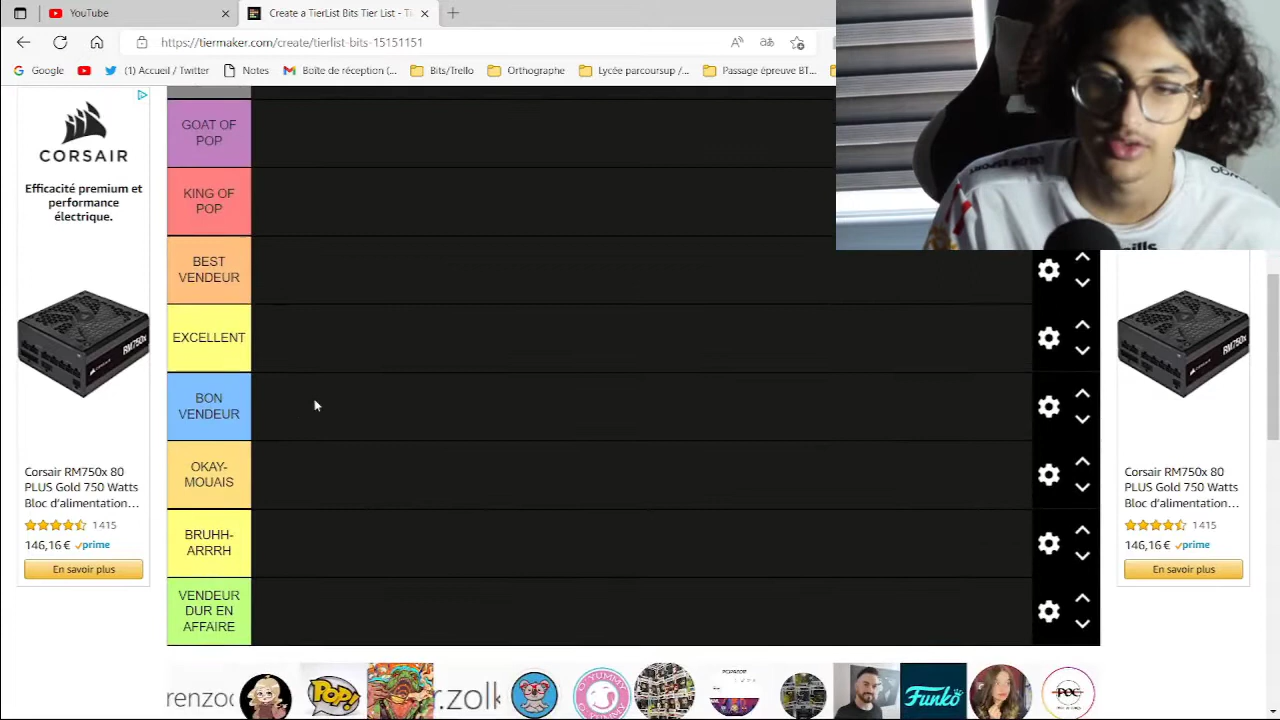 YouTube
Create a TierList Bits Tier List - Ti
https://tiermaker.com/create/tierlist-bits-15151151
Google
(1) Accueil / Twitter
Notes
Boîte de réception (...
Bits/Trello
Orthographe
Lycée parcoursup /...
Passage épreuve BT...
CORSAIR
Efficacité premium et
performance
électrique.
RM750x
Corsair RM750x 80
PLUS Gold 750 Watts
Bloc d'alimentation...
1 415
146,16 € prime
En savoir plus
GOAT OF
POP
KING OF
POP
BEST
VENDEUR
EXCELLENT
BON
VENDEUR
OKAY-
MOUAIS
BRUHH-
ARRRH
VENDEUR
DUR EN
AFFAIRE
RM750x
Corsair RM750x 80
PLUS Gold 750 Watts
Bloc d'alimentation...
1 415
146,16 € prime
En savoir plus
POP!
r.zolk
YUMMY
Funko
POC